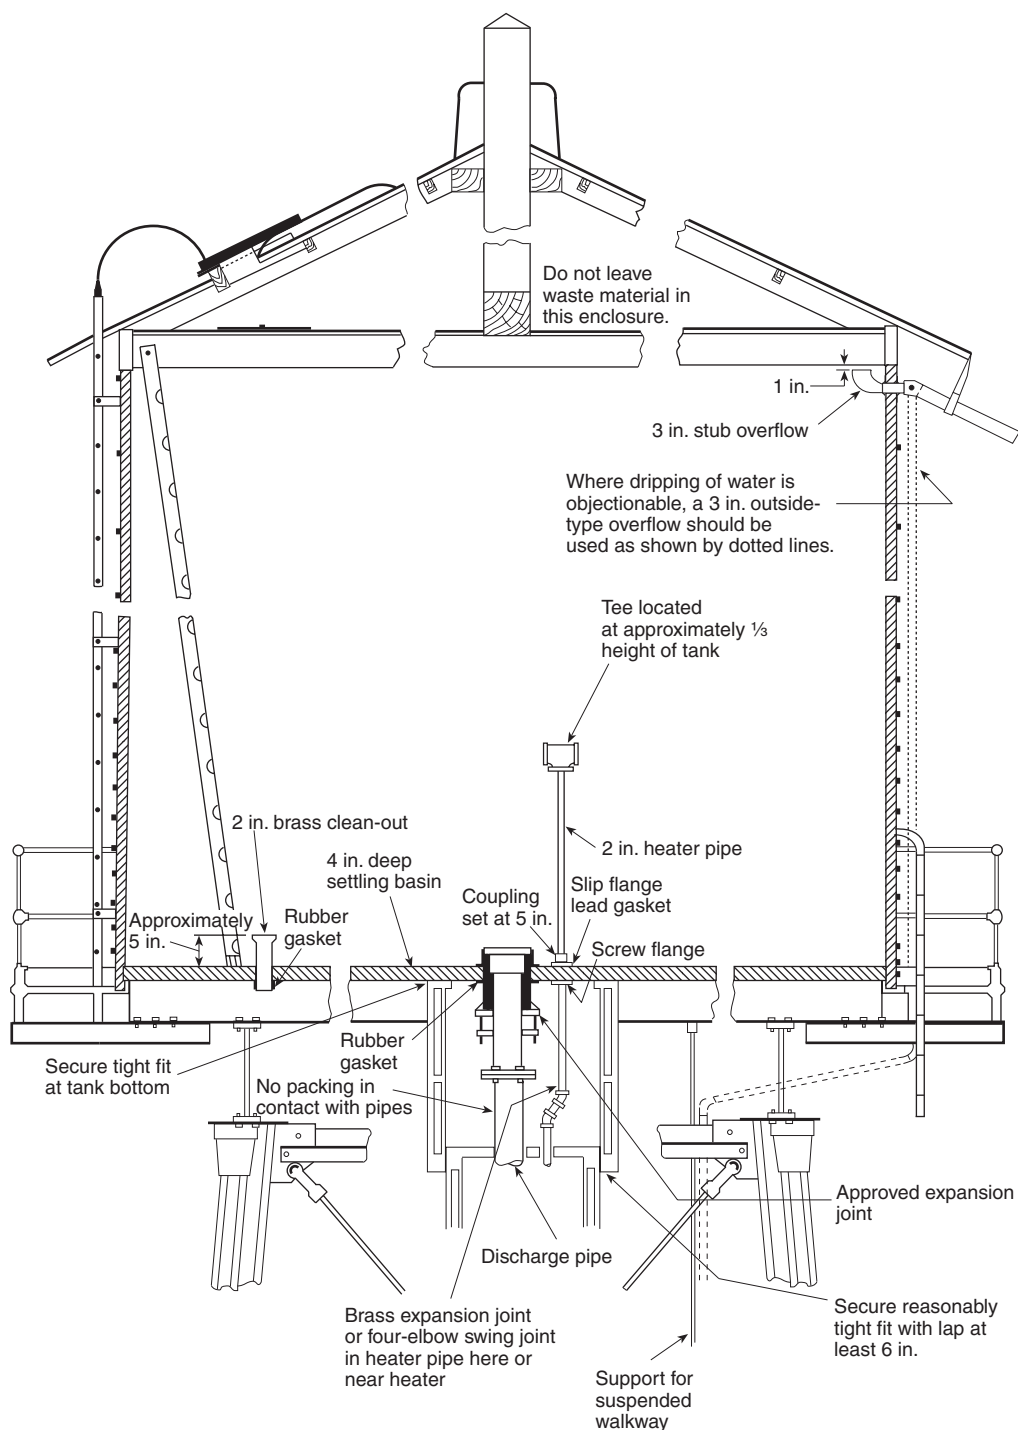 Do not leave
waste material in
this enclosure.
1 in.
3 in. stub overflow
Where dripping of water is
objectionable, a 3 in. outside-
type overflow should be
used as shown by dotted lines.
Tee located
at approximately ⅓
height of tank
2 in. brass clean-out
2 in. heater pipe
4 in. deep
settling basin
Coupling
set at 5 in.
Slip flange
lead gasket
Approximately
5 in.
Rubber
gasket
Screw flange
Secure tight fit
at tank bottom
Rubber
gasket
No packing in
contact with pipes
Approved expansion
joint
Discharge pipe
Brass expansion joint
or four-elbow swing joint
in heater pipe here or
near heater
Secure reasonably
tight fit with lap at
least 6 in.
Support for
suspended
walkway